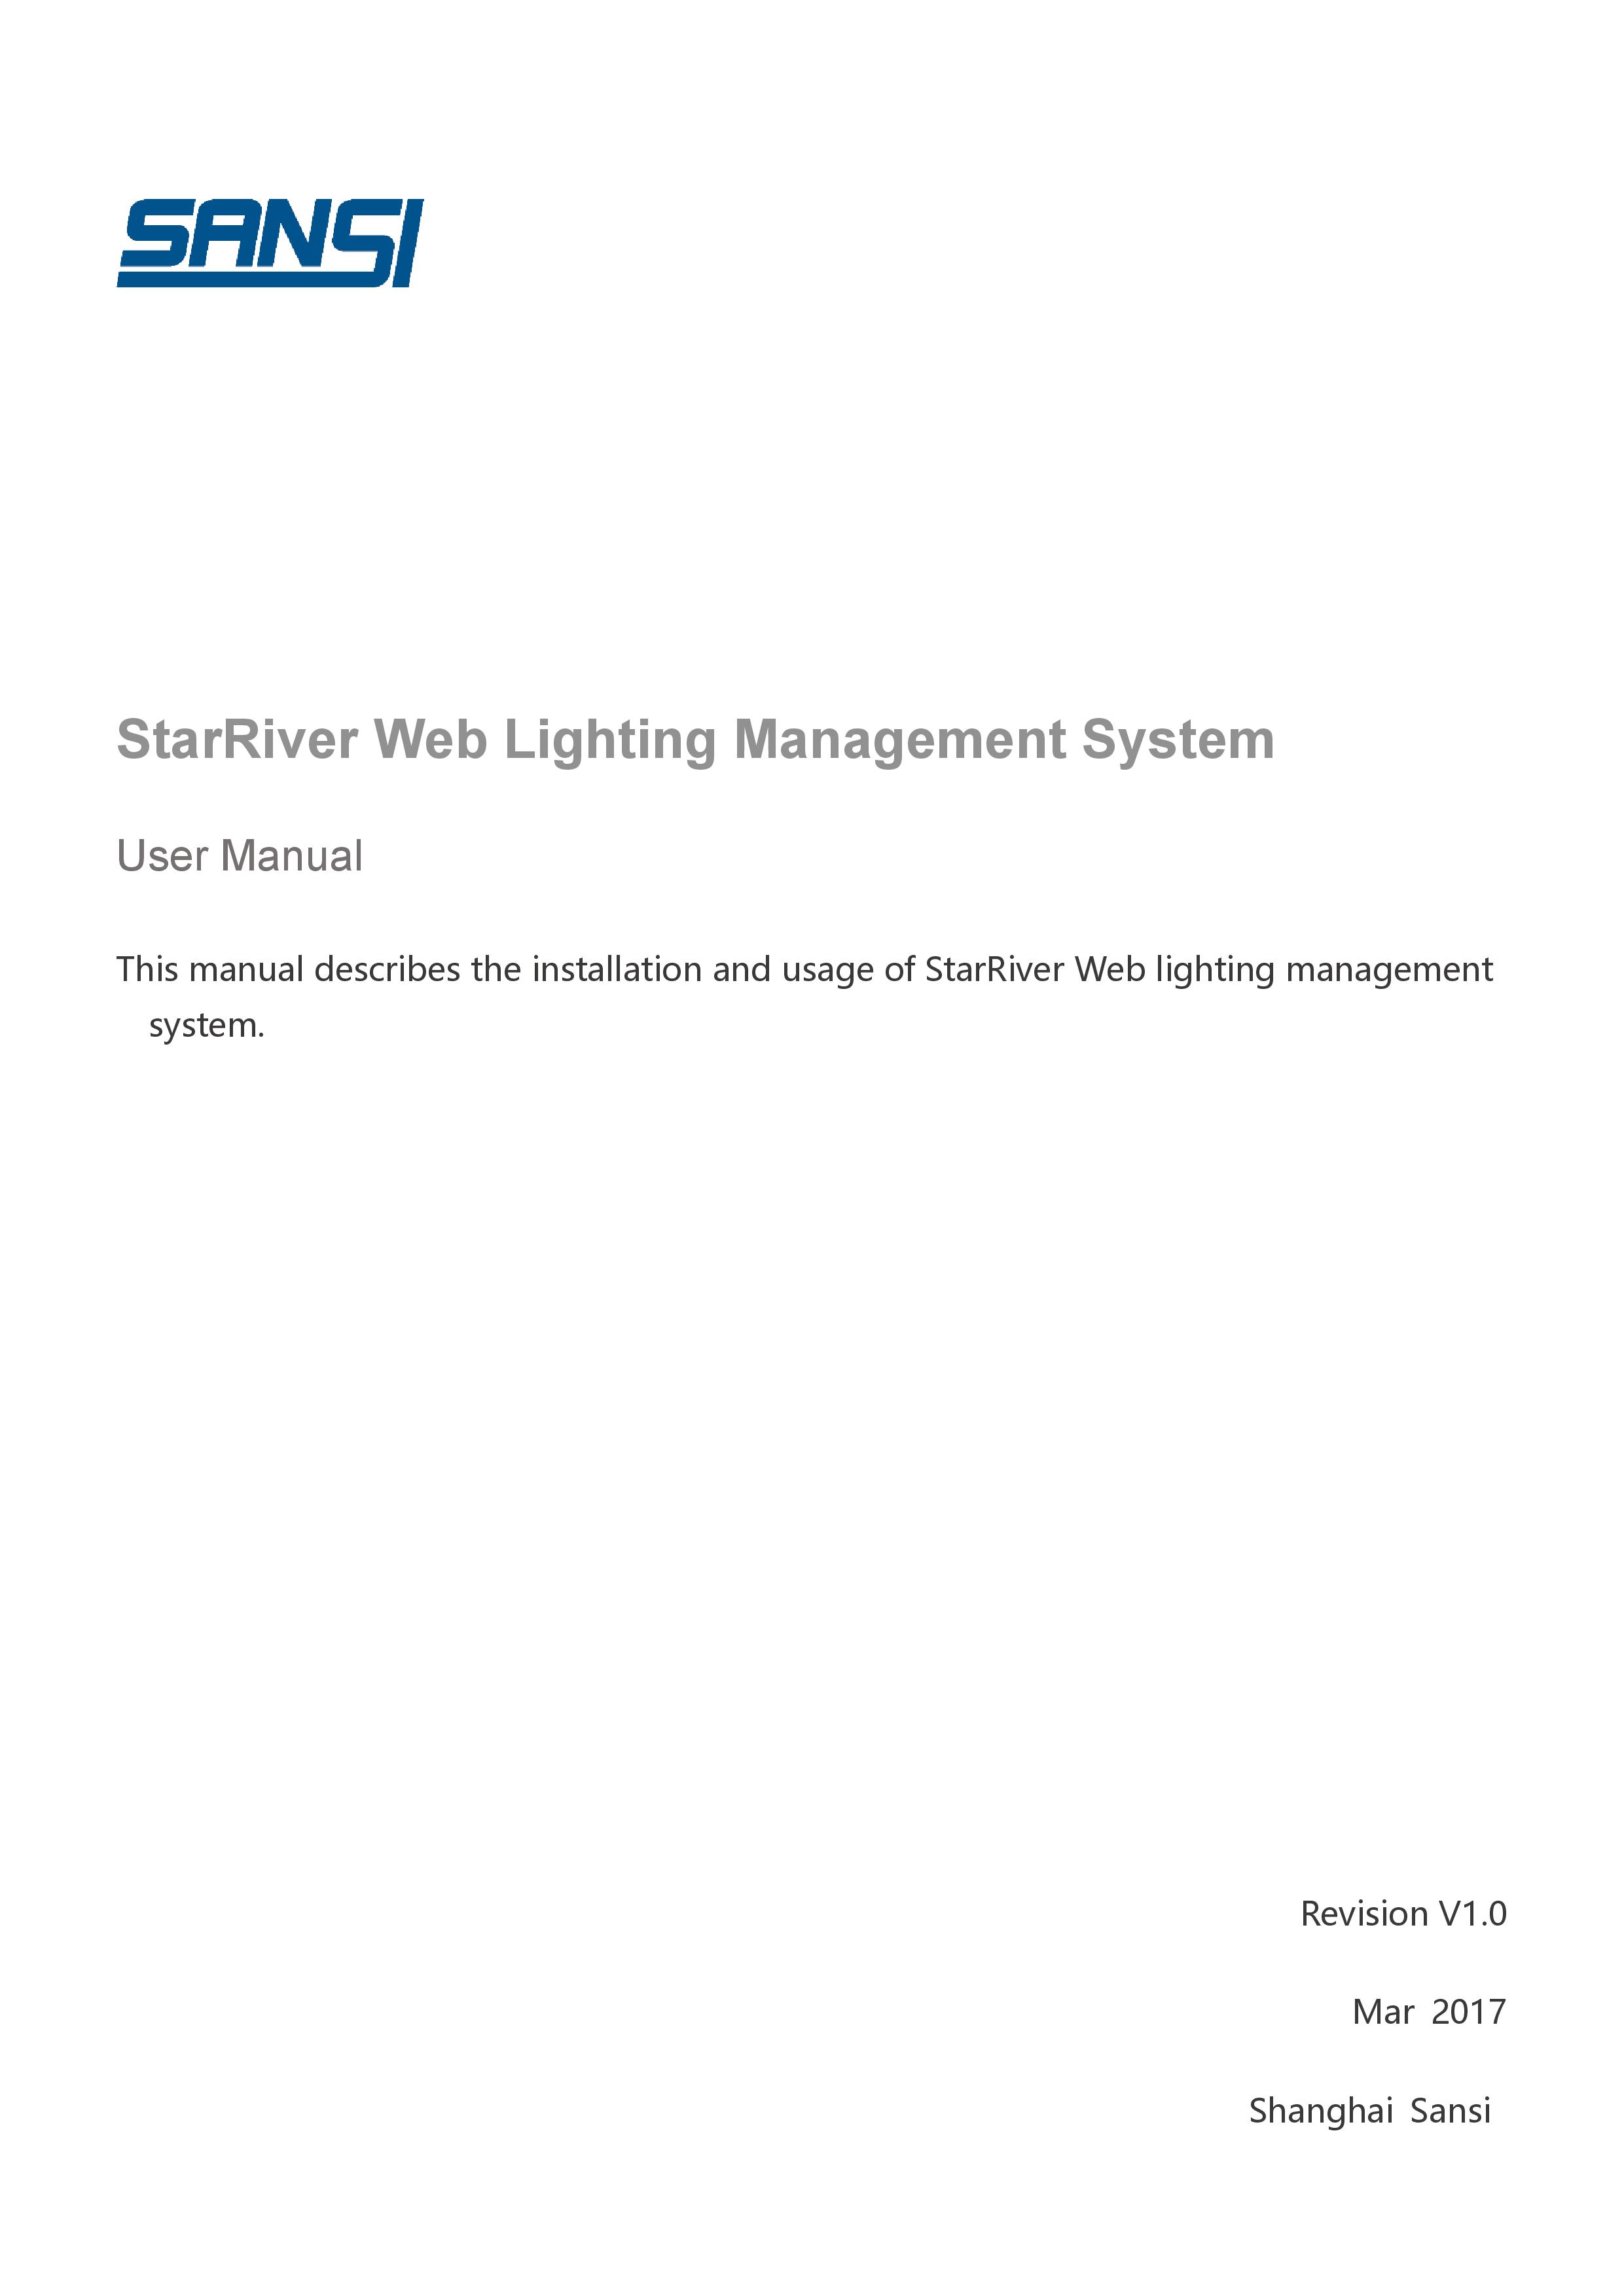 SANSI
StarRiver Web Lighting Management System
User Manual
This manual describes the installation and usage of StarRiver Web lighting management
system.
Revision V1.0
Mar 2017
Shanghai Sansi